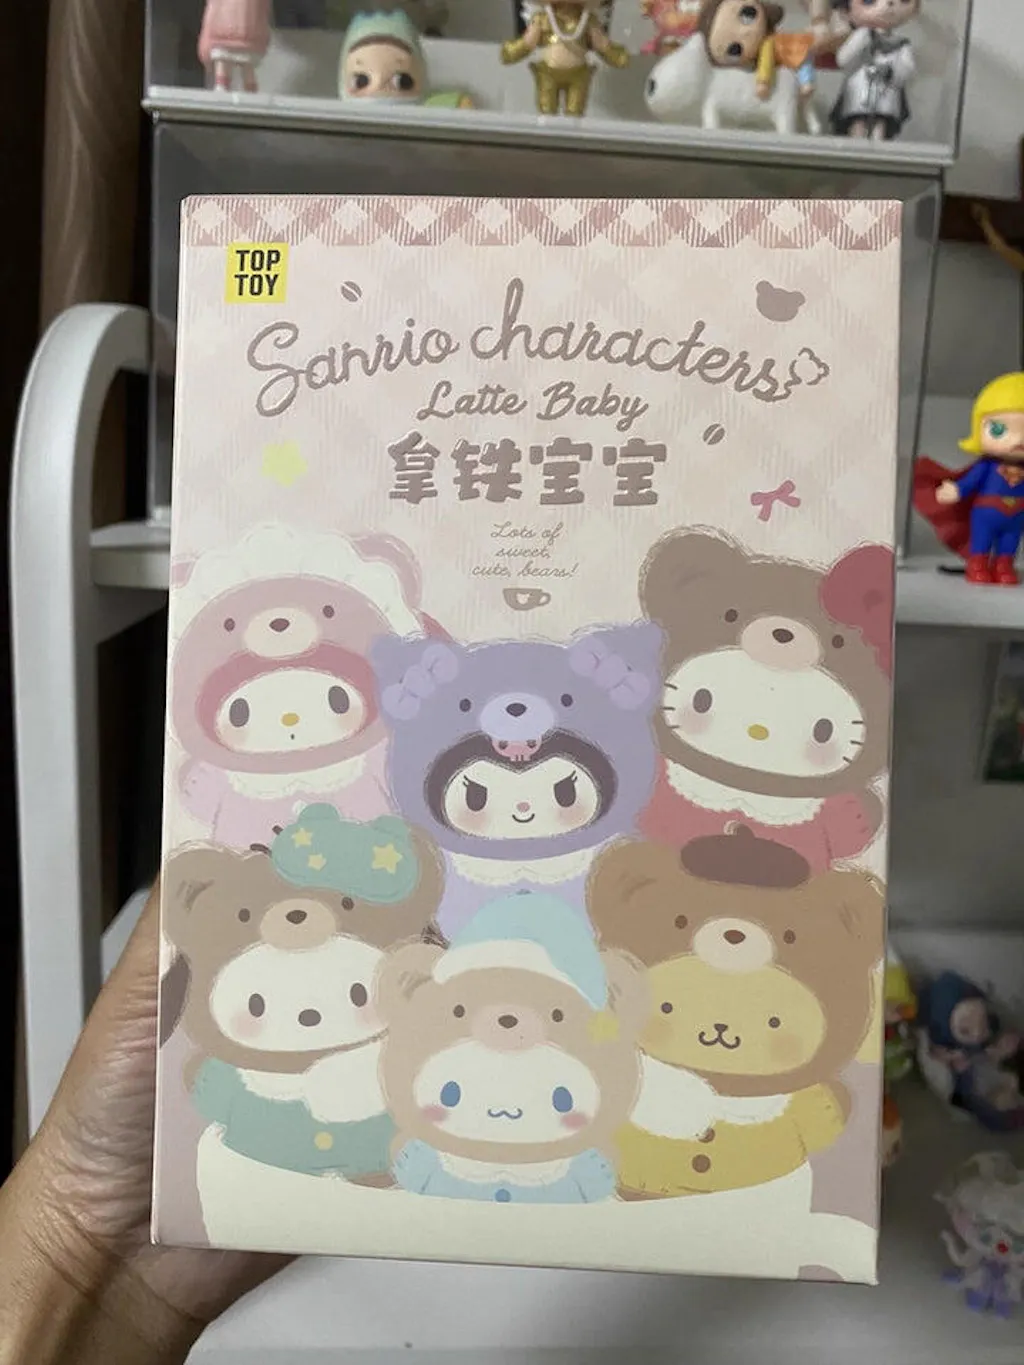 TOP
TOY
Sanrio characters
Latte Baby
拿铁宝宝
Lots of
sweet,
cute, bears!